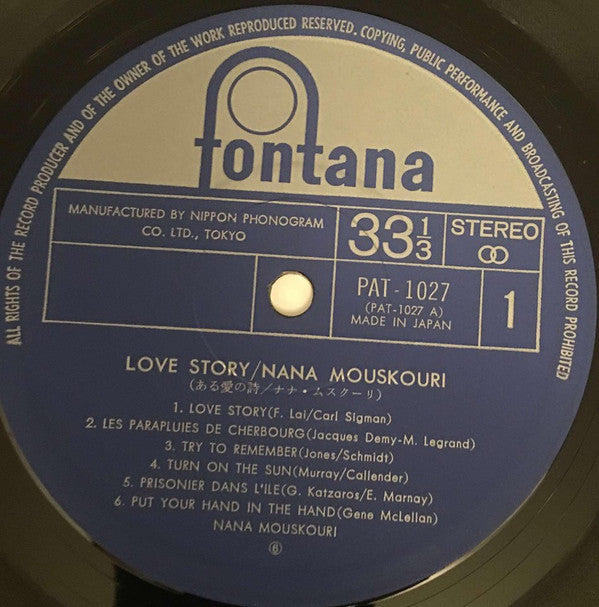 ALL RIGHTS OF THE RECORD PRODUCER AND OF THE OWNER OF THE WORK REPRODUCED RESERVED. COPYING, PUBLIC PERFORMANCE AND BROADCASTING OF THIS RECORD PROHIBITED
fontana
MANUFACTURED BY NIPPON PHONOGRAM
CO. LTD., TOKYO
33 1/3
STEREO
PAT-1027
(PAT-1027 A)
MADE IN JAPAN
1
LOVE STORY/NANA MOUSKOURI
(ある愛の詩/ナナ・ムスクーリ)
1. LOVE STORY(F. Lai/Carl Sigman)
2. LES PARAPLUIES DE CHERBOURG(Jacques Demy-M. Legrand)
3. TRY TO REMEMBER(Jones/Schmidt)
4. TURN ON THE SUN(Murray/Callender)
5. PRISONIER DANS L'ILE(G. Katzaros/E. Marnay)
6. PUT YOUR HAND IN THE HAND(Gene McLellan)
NANA MOUSKOURI
⑥